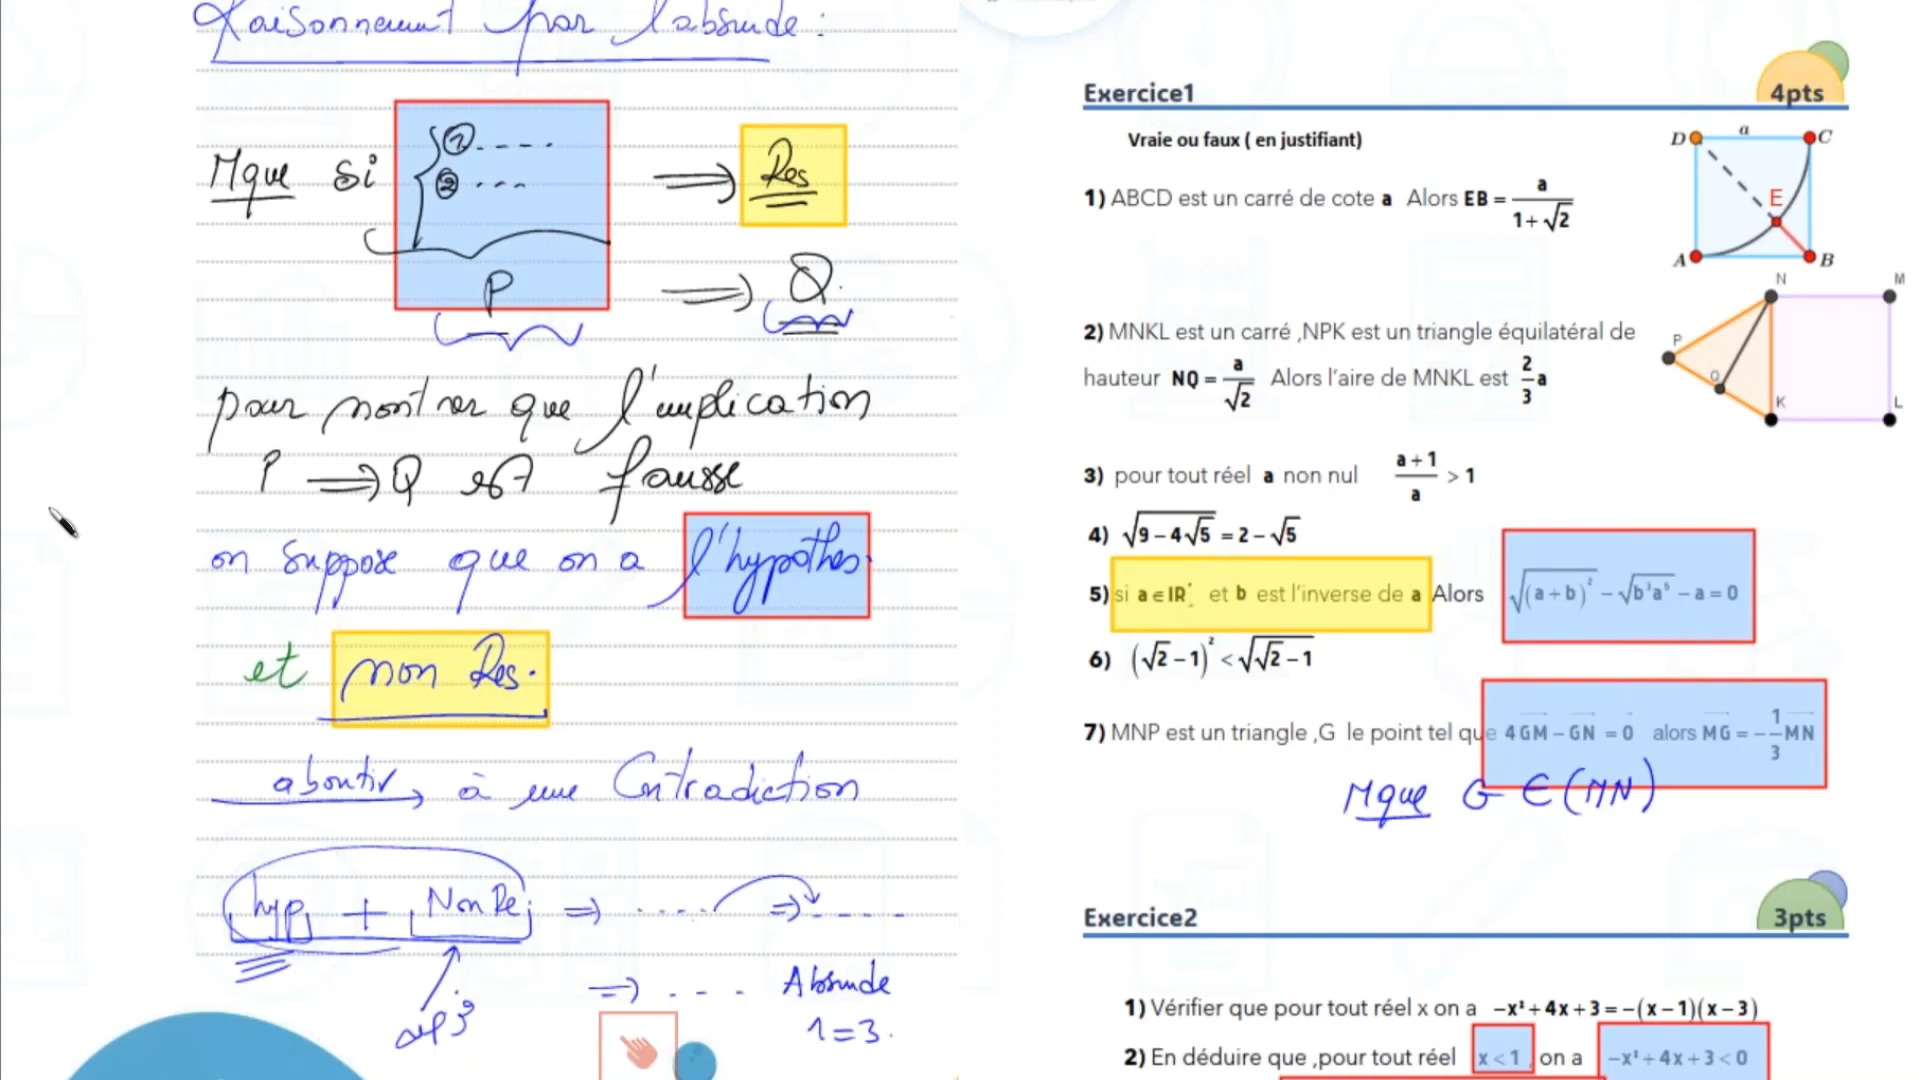 Raisonnement par l'absurde :
Mque si { ① ..... ② ... ⟹ Res
P ⟹ Q.
pour montrer que l'implication
P ⟹ Q est fausse
on suppose que on a l'hypothes.
et non Res.
aboutir à une Contradiction
hyp + Non Re ⟹ ..... ⟹ ....
⟹ .... Absurde
1=3.
Exercice1 4pts
Vraie ou faux ( en justifiant)
1) ABCD est un carré de cote a Alors EB = a/(1+√2)
D a C
E
A B
2) MNKL est un carré ,NPK est un triangle équilatéral de
hauteur NQ = a/√2 Alors l'aire de MNKL est 2/3 a
N M
P
Q
K L
3) pour tout réel a non nul (a+1)/a > 1
4) √(9−4√5) = 2−√5
5) si a∈IR*₋ et b est l'inverse de a Alors √((a+b)²) − √(b³a⁵) − a = 0
6) (√2−1)² < √(√2−1)
7) MNP est un triangle ,G le point tel que 4GM − GN = 0 alors MG = −1/3 MN
Mque G ∈ (MN)
Exercice2 3pts
1) Vérifier que pour tout réel x on a −x²+4x+3=−(x−1)(x−3)
2) En déduire que ,pour tout réel x<1 on a −x²+4x+3<0